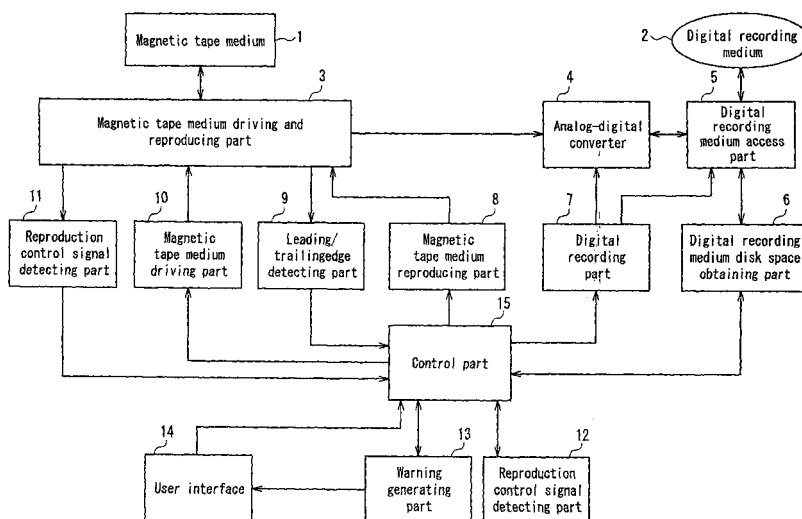 1
Magnetic tape medium
2
Digital recording
medium
3
Magnetic tape medium driving and
reproducing part
4
Analog-digital
converter
5
Digital
recording
medium access
part
11
Reproduction
control signal
detecting part
10
Magnetic
tape medium
driving part
9
Leading/
trailingedge
detecting part
8
Magnetic
tape medium
reproducing part
7
Digital
recording
part
6
Digital recording
medium disk space
obtaining part
15
Control part
14
User interface
13
Warning
generating
part
12
Reproduction
control signal
detecting part